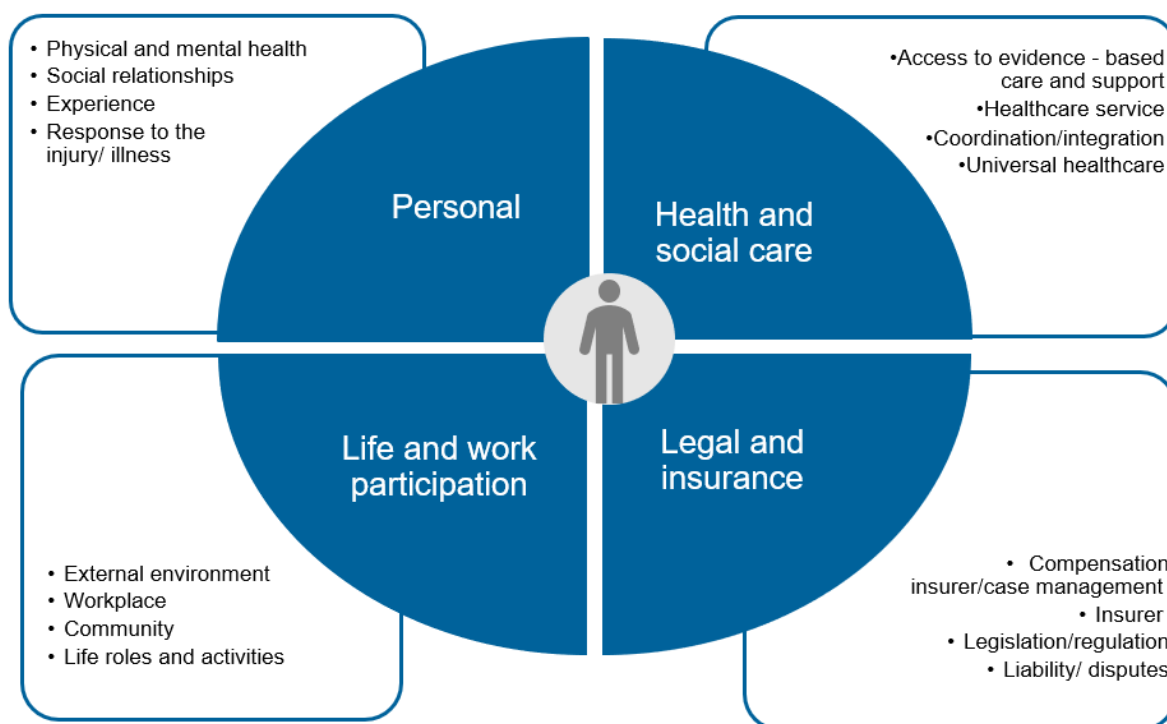 • Physical and mental health
• Social relationships
• Experience
• Response to the
injury/ illness
•Access to evidence - based
care and support
•Healthcare service
•Coordination/integration
•Universal healthcare
Personal
Health and
social care
Life and work
participation
Legal and
insurance
• External environment
• Workplace
• Community
• Life roles and activities
• Compensation
insurer/case management
• Insurer
• Legislation/regulation
• Liability/ disputes